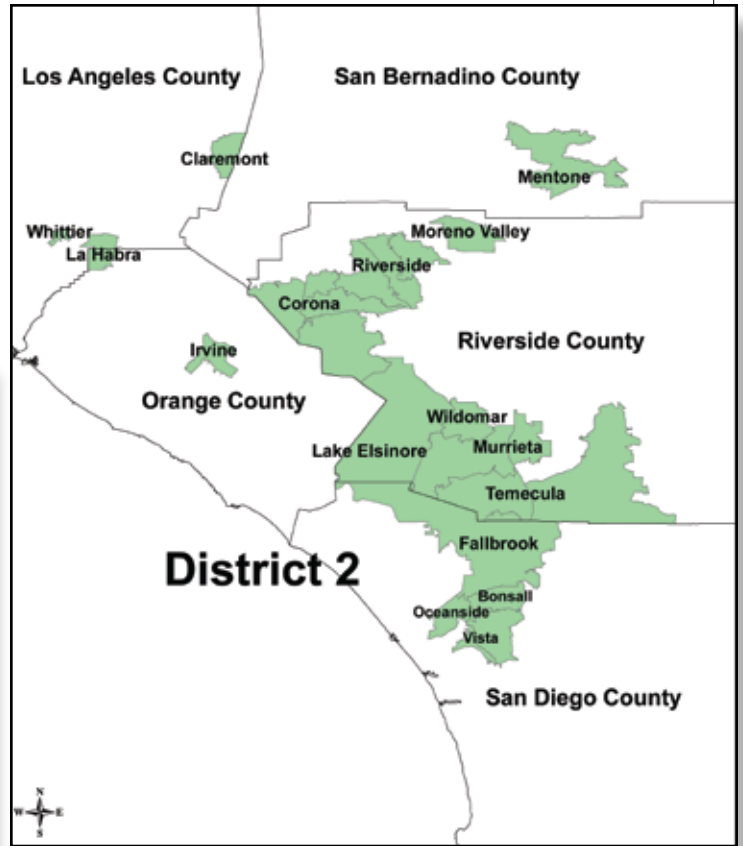 Los Angeles County
San Bernadino County
Claremont
Mentone
Whittier
La Habra
Moreno Valley
Riverside
Corona
Riverside County
Irvine
Orange County
Wildomar
Lake Elsinore
Murrieta
Temecula
Fallbrook
District 2
Bonsall
Oceanside
Vista
San Diego County
N
W E
S